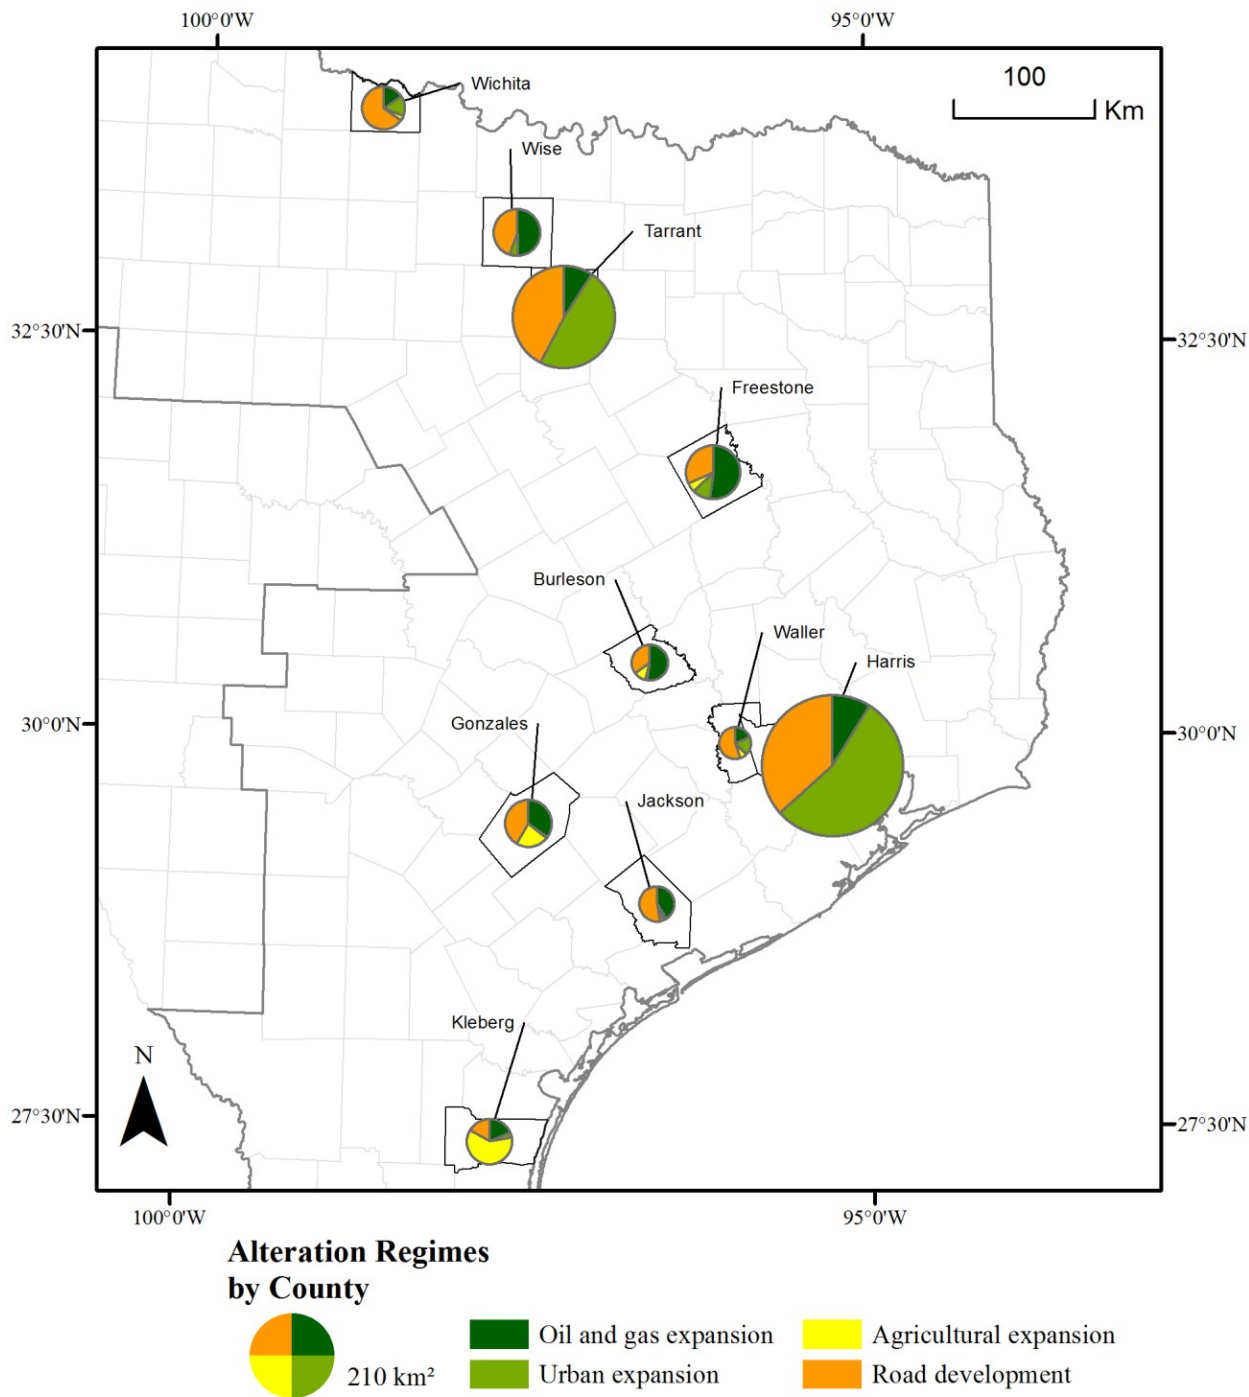 100°0'W
95°0'W
100
Km
Wichita
Wise
Tarrant
32°30'N
32°30'N
Freestone
Burleson
Waller
Harris
30°0'N
30°0'N
Gonzales
Jackson
Kleberg
N
27°30'N
27°30'N
100°0'W
95°0'W
Alteration Regimes
by County
210 km²
Oil and gas expansion
Urban expansion
Agricultural expansion
Road development